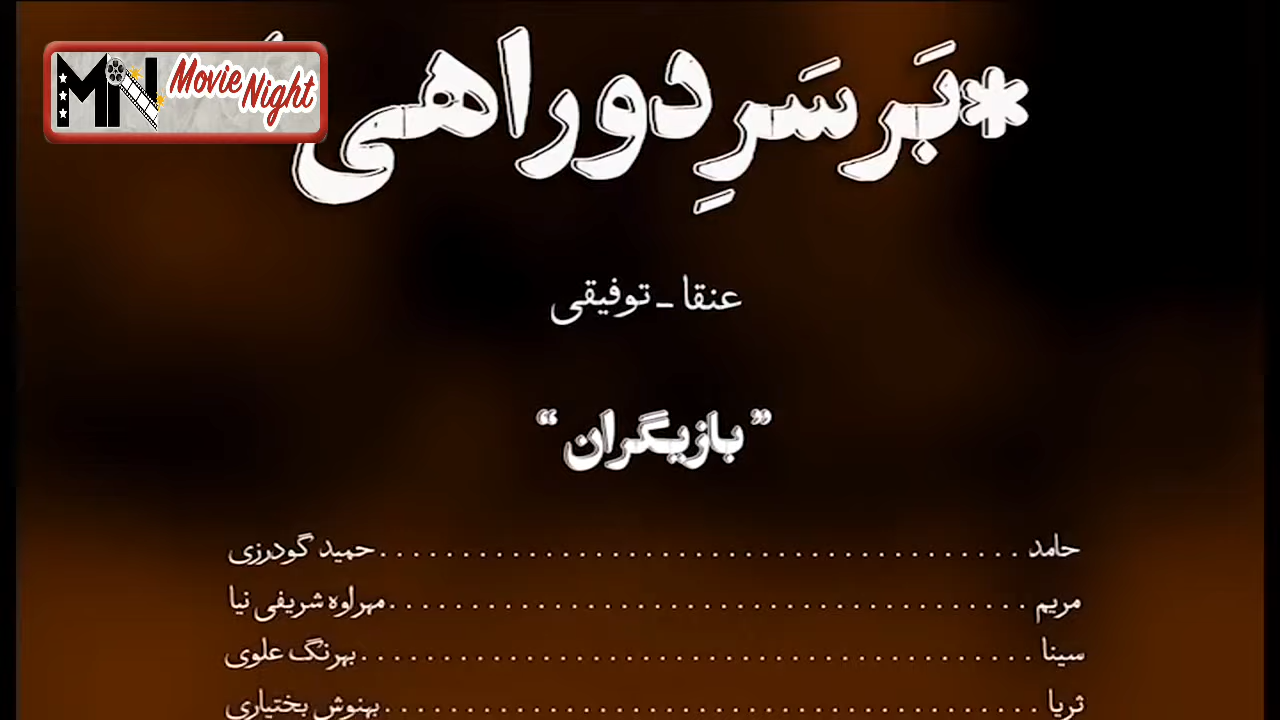 MN Movie Night
*بَر سَرِ دوراهی*
عنقا ـ توفیقی
”بازیگران“
حامد........................................حمید گودرزی
مریم........................................مهراوه شریفی نیا
سینا........................................بهرنگ علوی
ثریا........................................بهنوش بختیاری